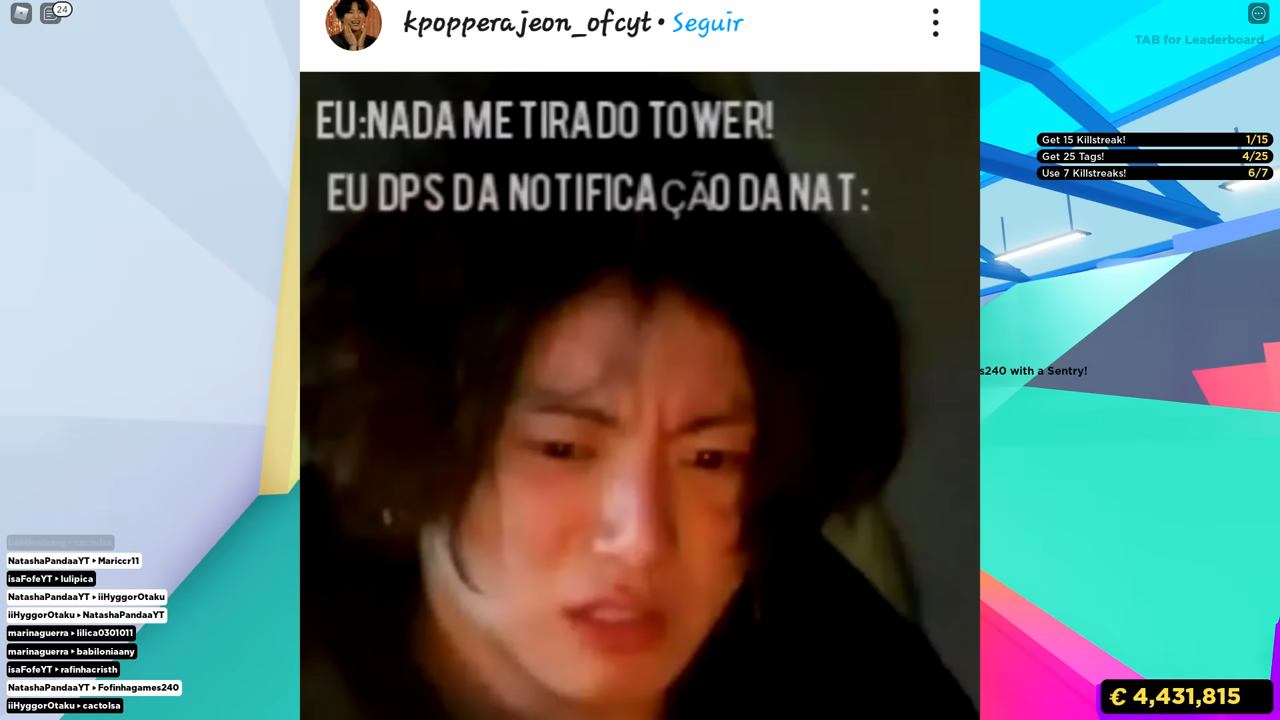 24
kpopperajeon_ofcyt • Seguir
TAB for Leaderboard
EU:NADA ME TIRA DO TOWER!
EU DPS DA NOTIFICAÇÃO DA NAT:
Get 15 Killstreak! 1/15
Get 25 Tags! 4/25
Use 7 Killstreaks! 6/7
s240 with a Sentry!
NatashaPandaaYT ▸ Mariccr11
isaFofeYT ▸ lulipica
NatashaPandaaYT ▸ iiHyggorOtaku
iiHyggorOtaku ▸ NatashaPandaaYT
marinaguerra ▸ lilica0301011
marinaguerra ▸ babiloniaany
isaFofeYT ▸ rafinhacristh
NatashaPandaaYT ▸ Fofinhagames240
iiHyggorOtaku ▸ cactolsa
€ 4,431,815